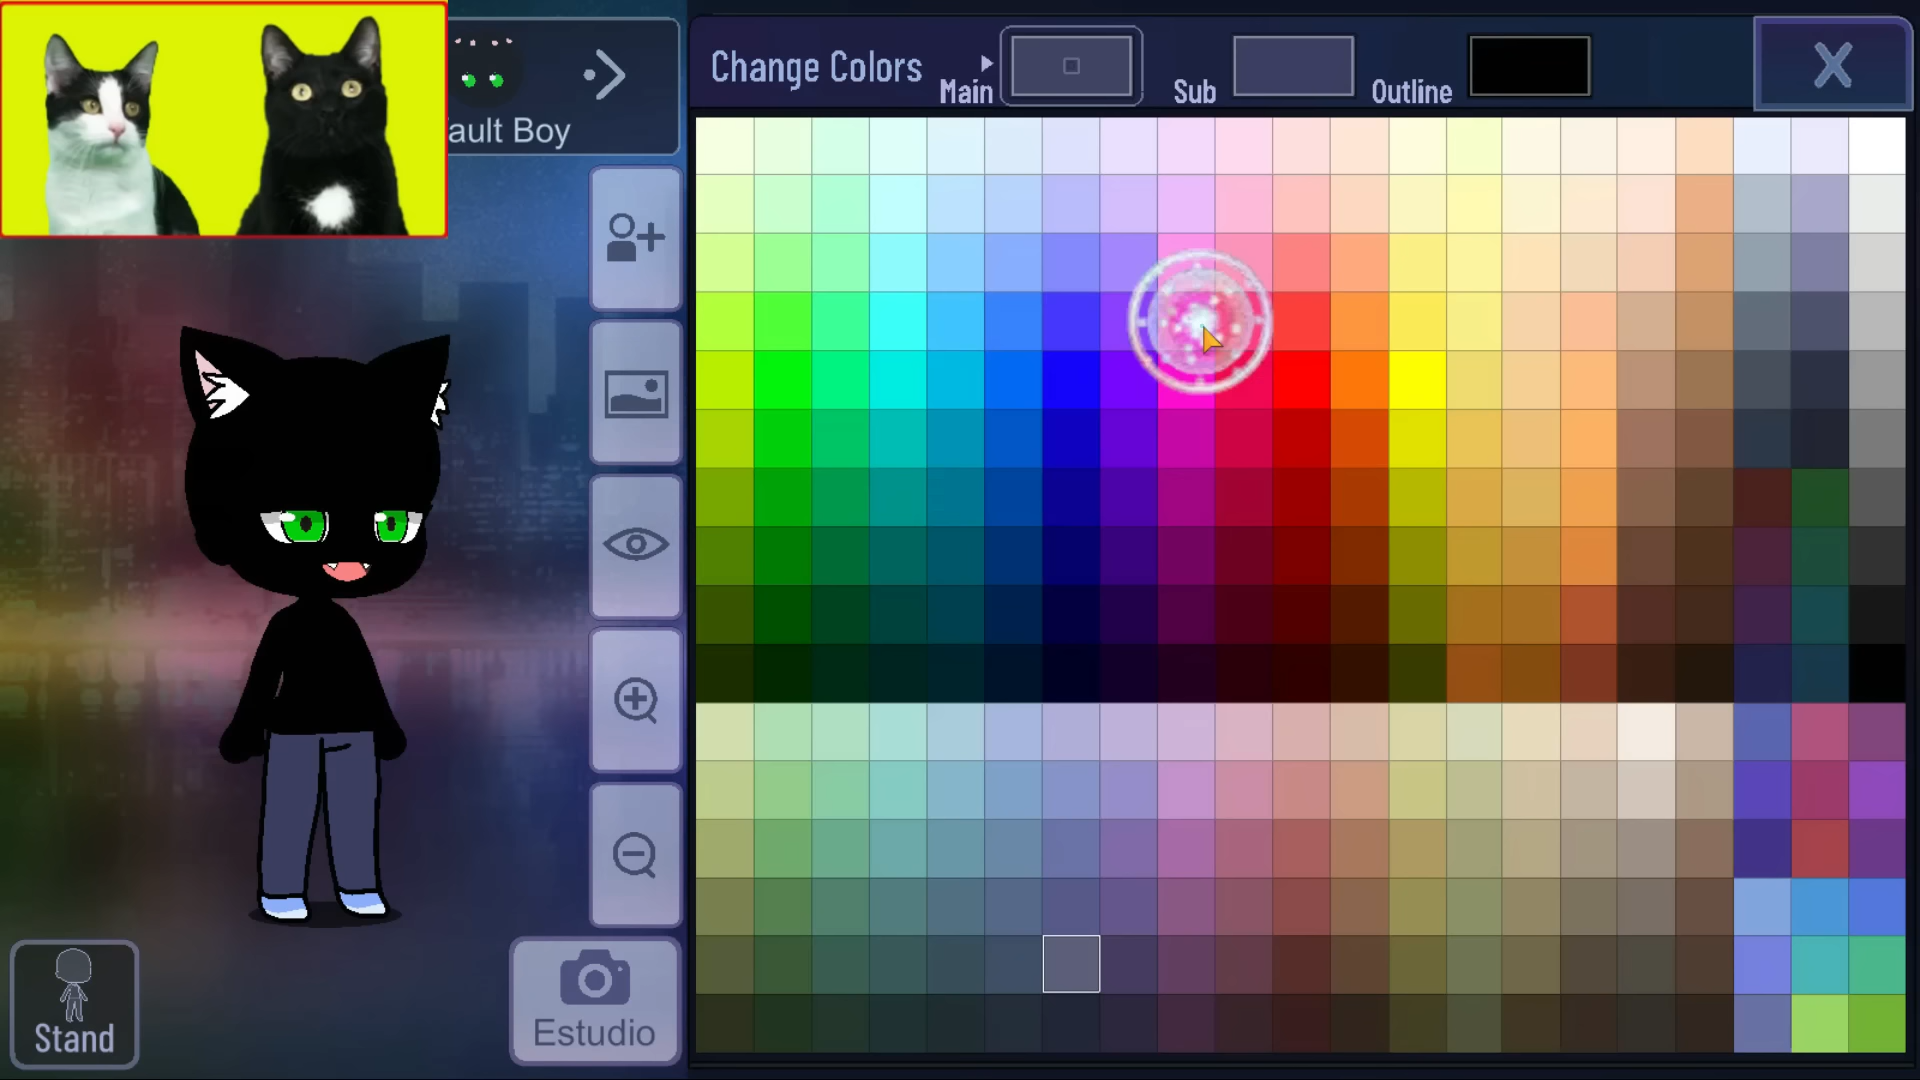 ault Boy
Change Colors
Main
Sub
Outline
X
Stand
Estudio